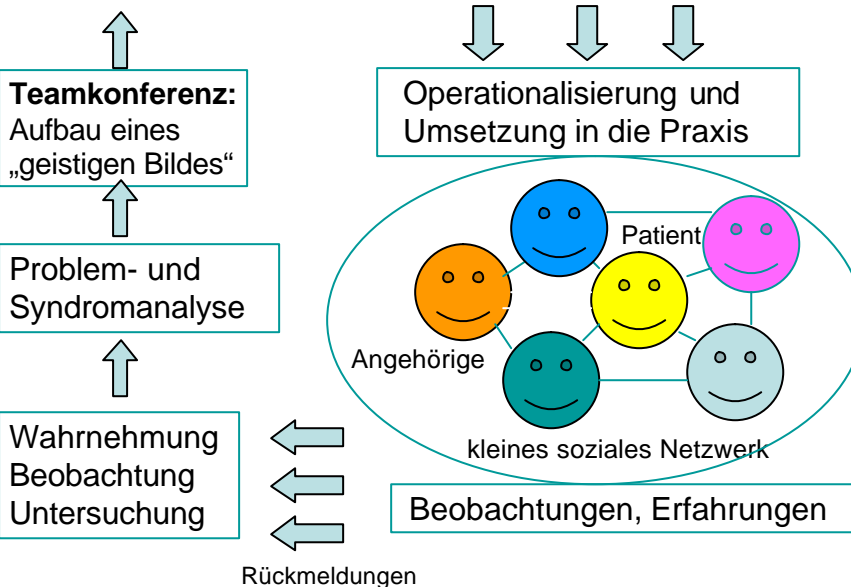 Teamkonferenz:
Aufbau eines
„geistigen Bildes“
Problem- und
Syndromanalyse
Wahrnehmung
Beobachtung
Untersuchung
Operationalisierung und
Umsetzung in die Praxis
Patient
Angehörige
kleines soziales Netzwerk
Beobachtungen, Erfahrungen
Rückmeldungen